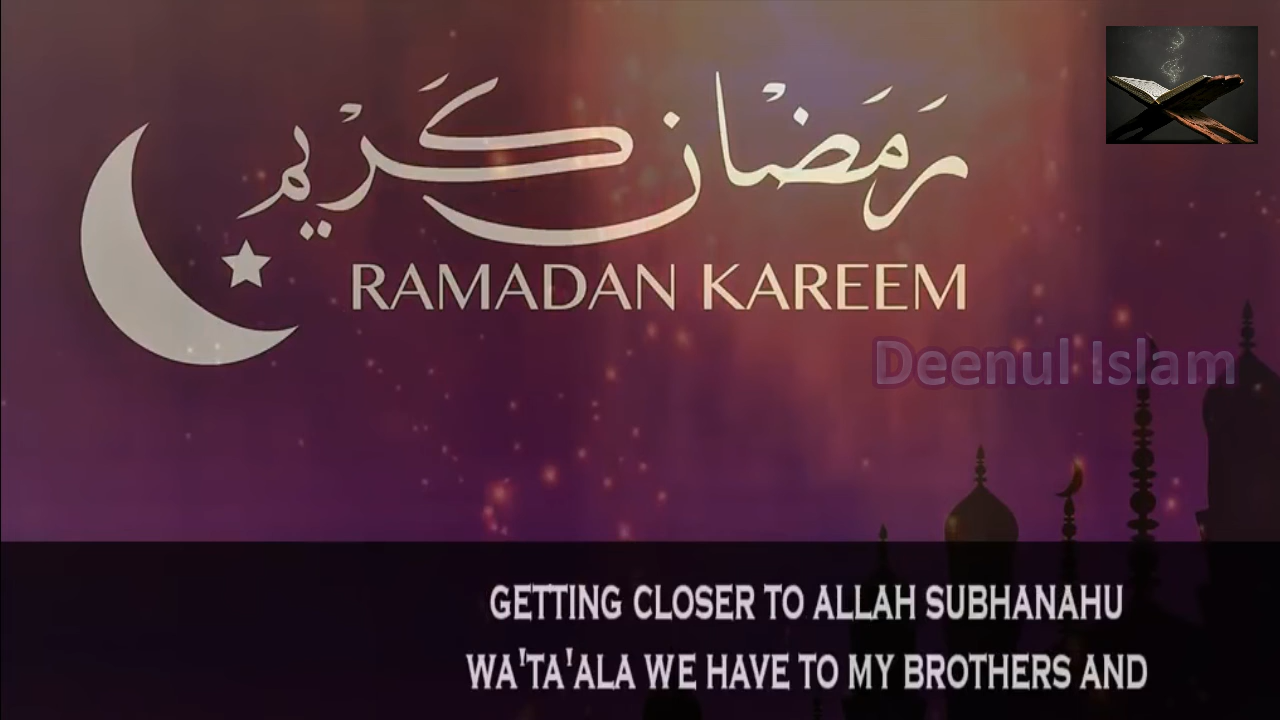 رَمَضَان كَرْيم
RAMADAN KAREEM
Deenul Islam
GETTING CLOSER TO ALLAH SUBHANAHU
WA'TA'ALA WE HAVE TO MY BROTHERS AND